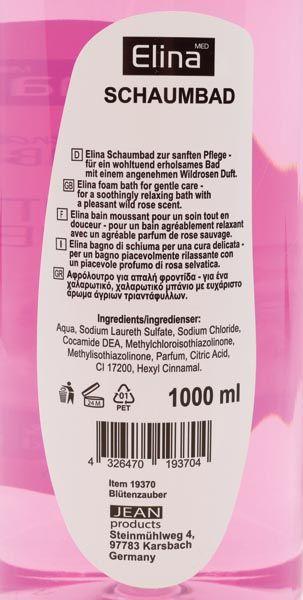 Elina MED
SCHAUMBAD
D Elina Schaumbad zur sanften Pflege -
für ein wohltuend erholsames Bad
mit einem angenehmen Wildrosen Duft.
GB Elina foam bath for gentle care -
for a soothingly relaxing bath with
a pleasant wild rose scent.
F Elina bain moussant pour un soin tout en
douceur - pour un bain agréablement relaxant
avec un agréable parfum de rose sauvage.
I Elina bagno di schiuma per una cura delicata -
per un bagno piacevolmente rilassante con
un piacevole profumo di rosa selvatica.
GR Αφρόλουτρο για απαλή φροντίδα - για ένα
χαλαρωτικό, χαλαρωτικό μπάνιο με ευχάριστο
άρωμα άγριων τριαντάφυλλων.
Ingredients/ingredienser:
Aqua, Sodium Laureth Sulfate, Sodium Chloride,
Cocamide DEA, Methylchloroisothiazolinone,
Methylisothiazolinone, Parfum, Citric Acid,
CI 17200, Hexyl Cinnamal.
24 M
01
PET
1000 ml
4 326470 193704
Item 19370
Blütenzauber
JEAN
products
Steinmühlweg 4,
97783 Karsbach
Germany